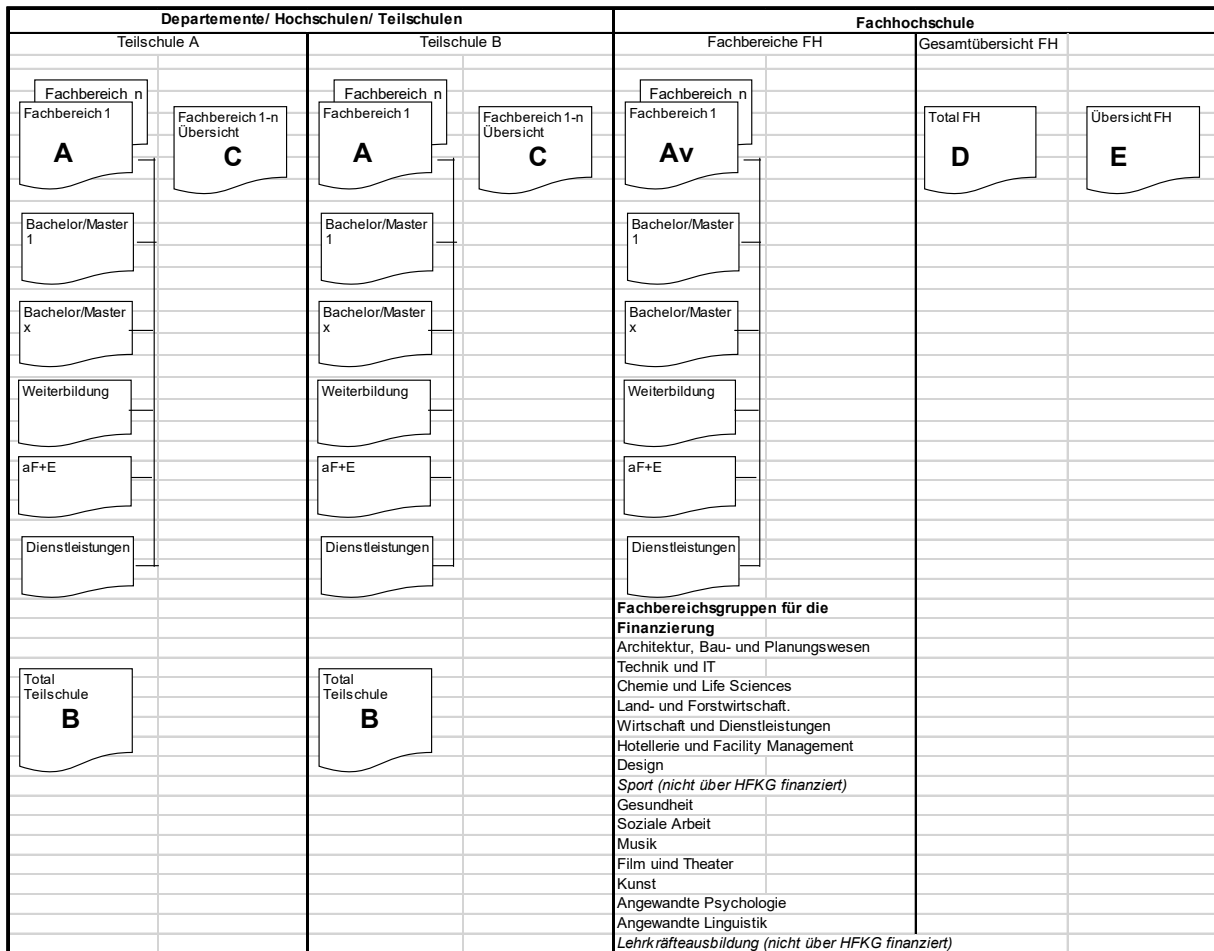 Departemente/ Hochschulen/ Teilschulen
Fachhochschule
Teilschule A
Teilschule B
Fachbereiche FH
Gesamtübersicht FH
Fachbereich n
Fachbereich 1
A
Fachbereich 1-n
Übersicht
C
Bachelor/Master
1
Bachelor/Master
x
Weiterbildung
aF+E
Dienstleistungen
Total
Teilschule
B
Fachbereich n
Fachbereich 1
A
Fachbereich 1-n
Übersicht
C
Bachelor/Master
1
Bachelor/Master
x
Weiterbildung
aF+E
Dienstleistungen
Total
Teilschule
B
Fachbereich n
Fachbereich 1
Av
Bachelor/Master
1
Bachelor/Master
x
Weiterbildung
aF+E
Dienstleistungen
Fachbereichsgruppen für die
Finanzierung
Architektur, Bau- und Planungswesen
Technik und IT
Chemie und Life Sciences
Land- und Forstwirtschaft.
Wirtschaft und Dienstleistungen
Hotellerie und Facility Management
Design
Sport (nicht über HFKG finanziert)
Gesundheit
Soziale Arbeit
Musik
Film uind Theater
Kunst
Angewandte Psychologie
Angewandte Linguistik
Lehrkräfteausbildung (nicht über HFKG finanziert)
Total FH
D
Übersicht FH
E